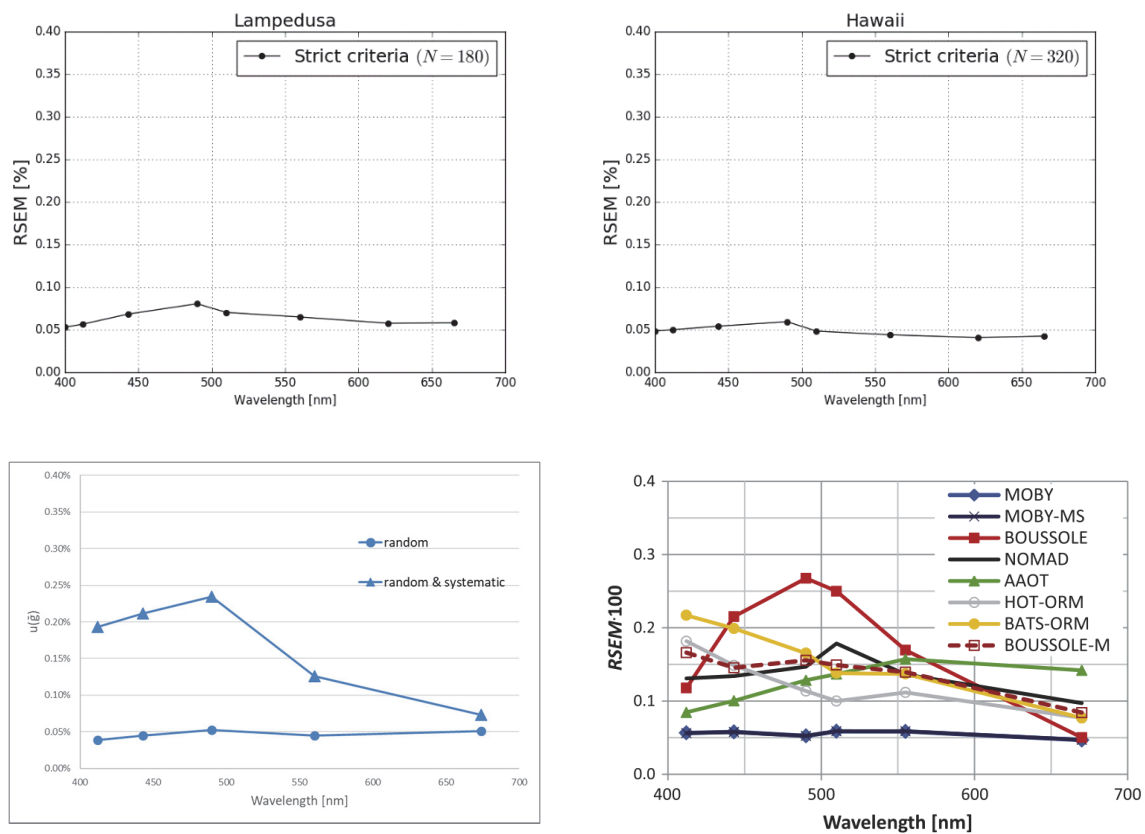 Lampedusa
0.40
0.35
0.30
0.25
0.20
0.15
0.10
0.05
0.00
RSEM [%]
Strict criteria (N = 180)
400 450 500 550 600 650 700
Wavelength [nm]
Hawaii
0.40
0.35
0.30
0.25
0.20
0.15
0.10
0.05
0.00
RSEM [%]
Strict criteria (N = 320)
400 450 500 550 600 650 700
Wavelength [nm]
0.40%
0.35%
0.30%
0.25%
0.20%
0.15%
0.10%
0.05%
0.00%
u(ḡ)
random
random & systematic
400 450 500 550 600 650 700
Wavelength [nm]
0.4
0.3
0.2
0.1
0.0
RSEM·100
MOBY
MOBY-MS
BOUSSOLE
NOMAD
AAOT
HOT-ORM
BATS-ORM
BOUSSOLE-M
400 500 600 700
Wavelength [nm]